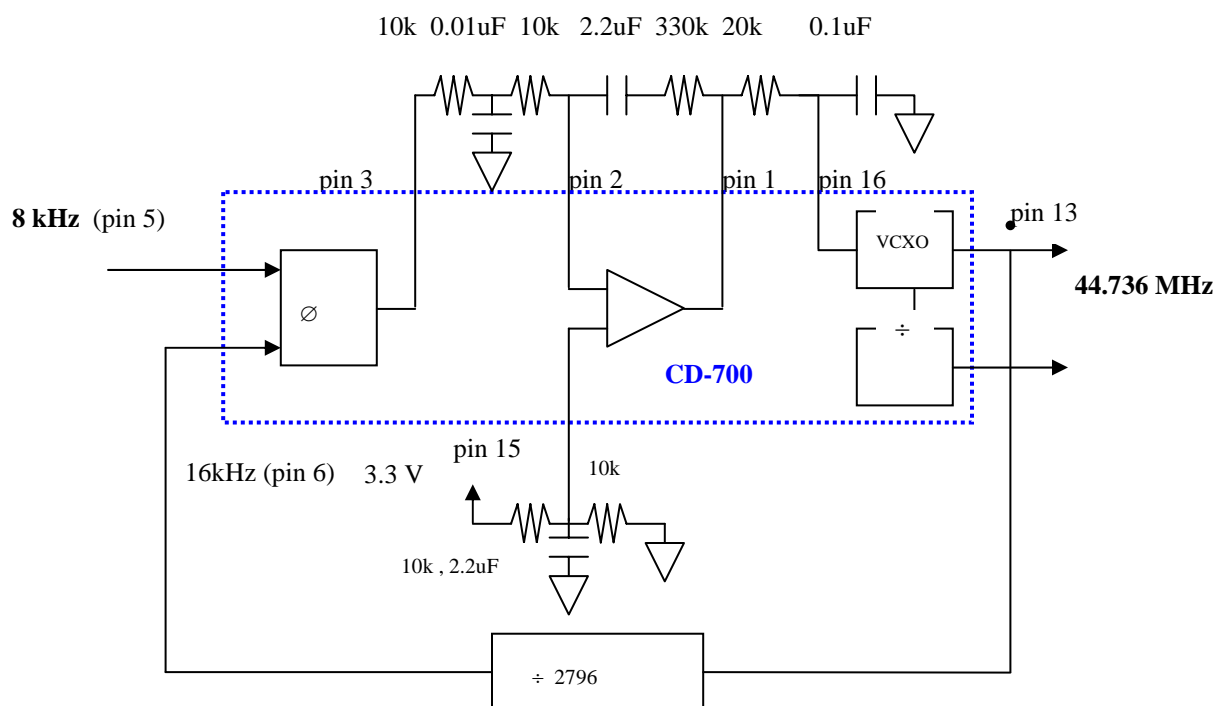 10k 0.01uF 10k 2.2uF 330k 20k 0.1uF
pin 3 pin 2 pin 1 pin 16
8 kHz (pin 5)
pin 13
VCXO
44.736 MHz
∅
÷
CD-700
pin 15
16kHz (pin 6) 3.3 V
10k
10k , 2.2uF
÷ 2796